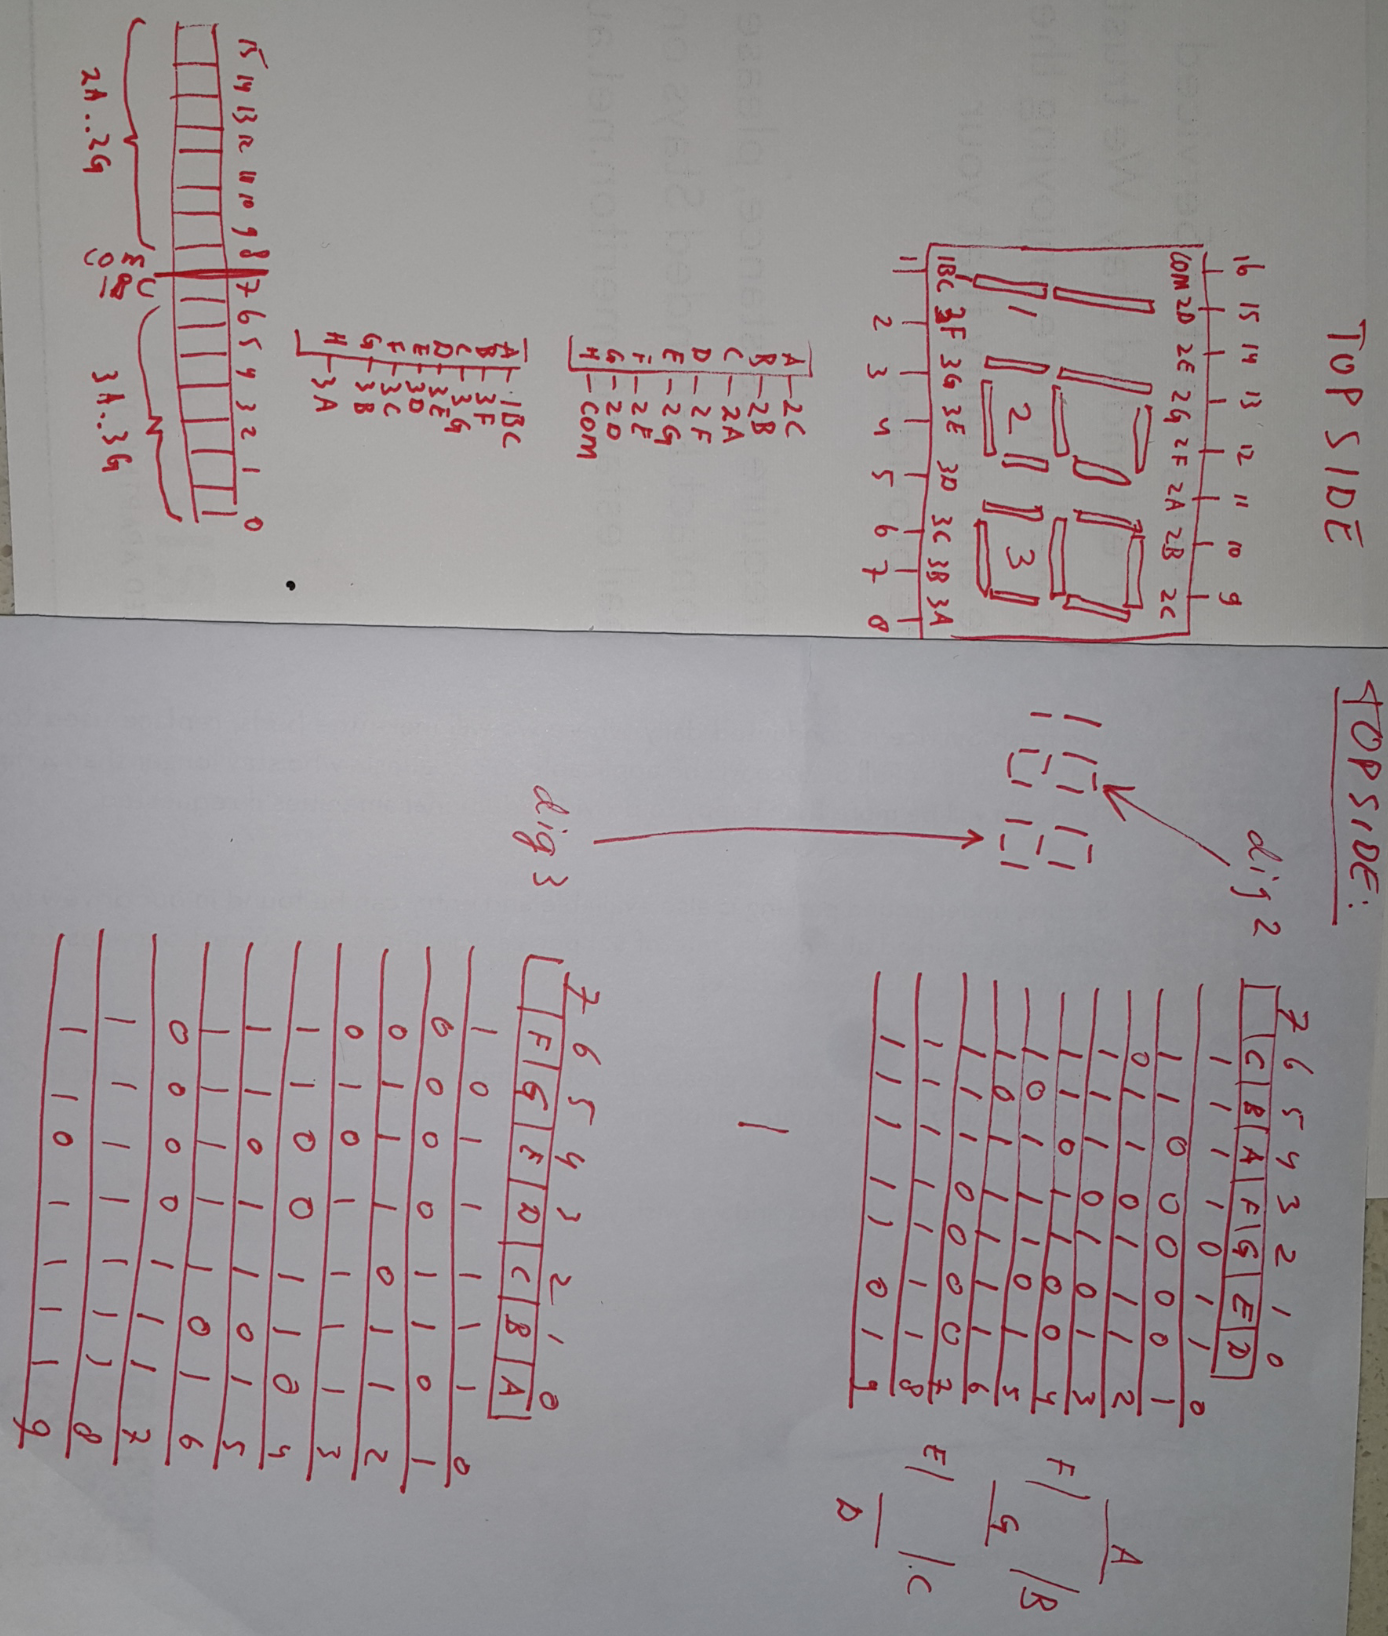 TOP SIDE
16 15 14 13 12 11 10 9
COM 2D 2E 2G 2F 2A 2B 2C
1 2 3
1BC 3F 3G 3E 3D 3C 3B 3A
1 2 3 4 5 6 7 8
A - 2C
B - 2B
C - 2A
D - 2F
E - 2G
F - 2E
G - 2D
H - COM
A - 1BC
B - 3F
C - 3G
D - 3E
E - 3D
F - 3C
G - 3B
H - 3A
15 14 13 12 11 10 9 8 7 6 5 4 3 2 1 0
2A..2G
COM
1BC
3A..3G
TOPSIDE:
dig 2
7 6 5 4 3 2 1 0
C B A F G E D
1 1 1 1 0 1 1 0
1 1 0 0 0 0 0 1
0 1 1 0 1 1 1 2
1 1 1 0 1 0 1 3
1 1 0 1 1 0 0 4
1 0 1 1 1 0 1 5
1 0 1 1 1 1 1 6
1 1 1 0 0 0 0 7
1 1 1 1 1 1 1 8
1 1 1 1 1 0 1 9
A
F B
G
E C
D
dig 3
7 6 5 4 3 2 1 0
F G E D C B A
1 0 1 1 1 1 1 0
0 0 0 0 1 1 0 1
0 1 1 1 0 1 1 2
0 1 0 1 1 1 1 3
1 1 0 0 1 1 0 4
1 1 0 1 1 0 1 5
1 1 1 1 1 0 1 6
0 0 0 0 1 1 1 7
1 1 1 1 1 1 1 8
1 1 0 1 1 1 1 9